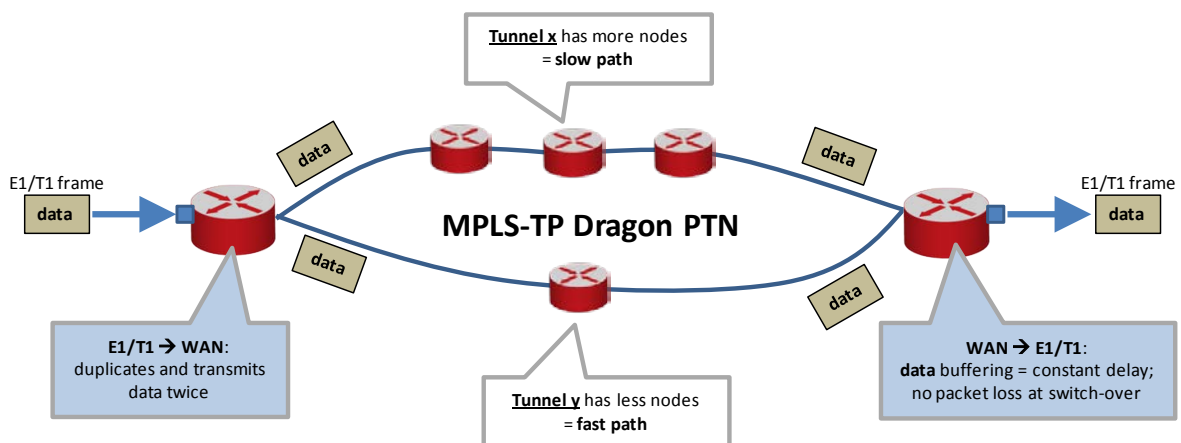 Tunnel x has more nodes
= slow path
data
data
E1/T1 frame
data
E1/T1 frame
data
MPLS-TP Dragon PTN
data
data
E1/T1 → WAN:
duplicates and transmits
data twice
WAN → E1/T1:
data buffering = constant delay;
no packet loss at switch-over
Tunnel y has less nodes
= fast path